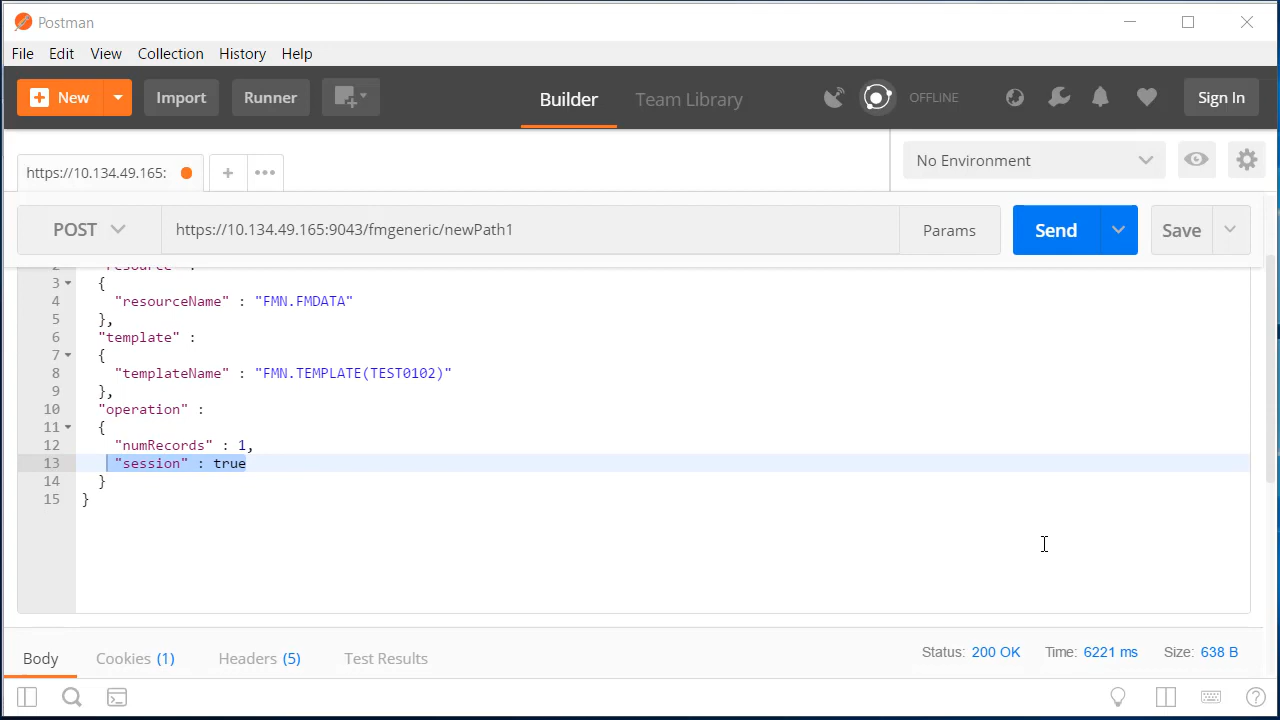 Postman
File Edit View Collection History Help
New Import Runner Builder Team Library OFFLINE Sign In
https://10.134.49.165: + ••• No Environment
POST https://10.134.49.165:9043/fmgeneric/newPath1 Params Send Save
2 "resource" :
3 {
4 "resourceName" : "FMN.FMDATA"
5 },
6 "template" :
7 {
8 "templateName" : "FMN.TEMPLATE(TEST0102)"
9 },
10 "operation" :
11 {
12 "numRecords" : 1,
13 "session" : true
14 }
15 }
Body Cookies (1) Headers (5) Test Results Status: 200 OK Time: 6221 ms Size: 638 B